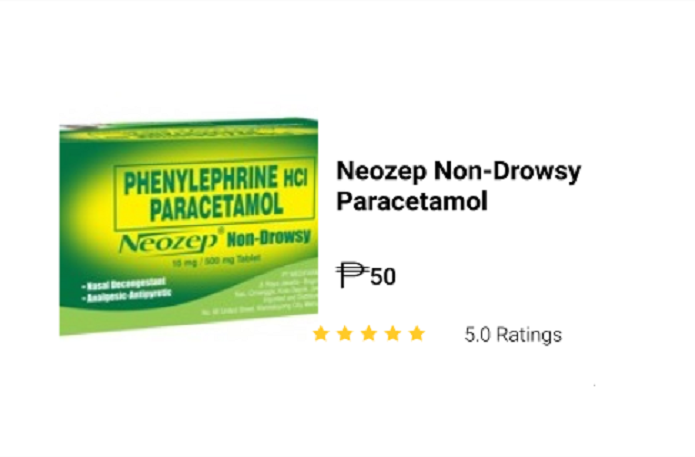 PHENYLEPHRINE HCl
PARACETAMOL
Neozep® Non-Drowsy
10 mg / 500 mg Tablet
- Nasal Decongestant
- Analgesic-Antipyretic
Neozep Non-Drowsy
Paracetamol
₱50
5.0 Ratings